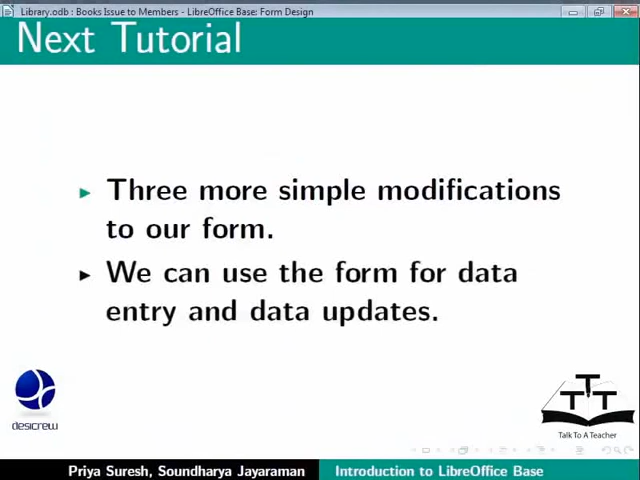 Library.odb : Books Issue to Members - LibreOffice Base: Form Design
Next Tutorial
Three more simple modifications
to our form.
We can use the form for data
entry and data updates.
desicrew
TTT
Talk To A Teacher
Priya Suresh, Soundharya Jayaraman
Introduction to LibreOffice Base